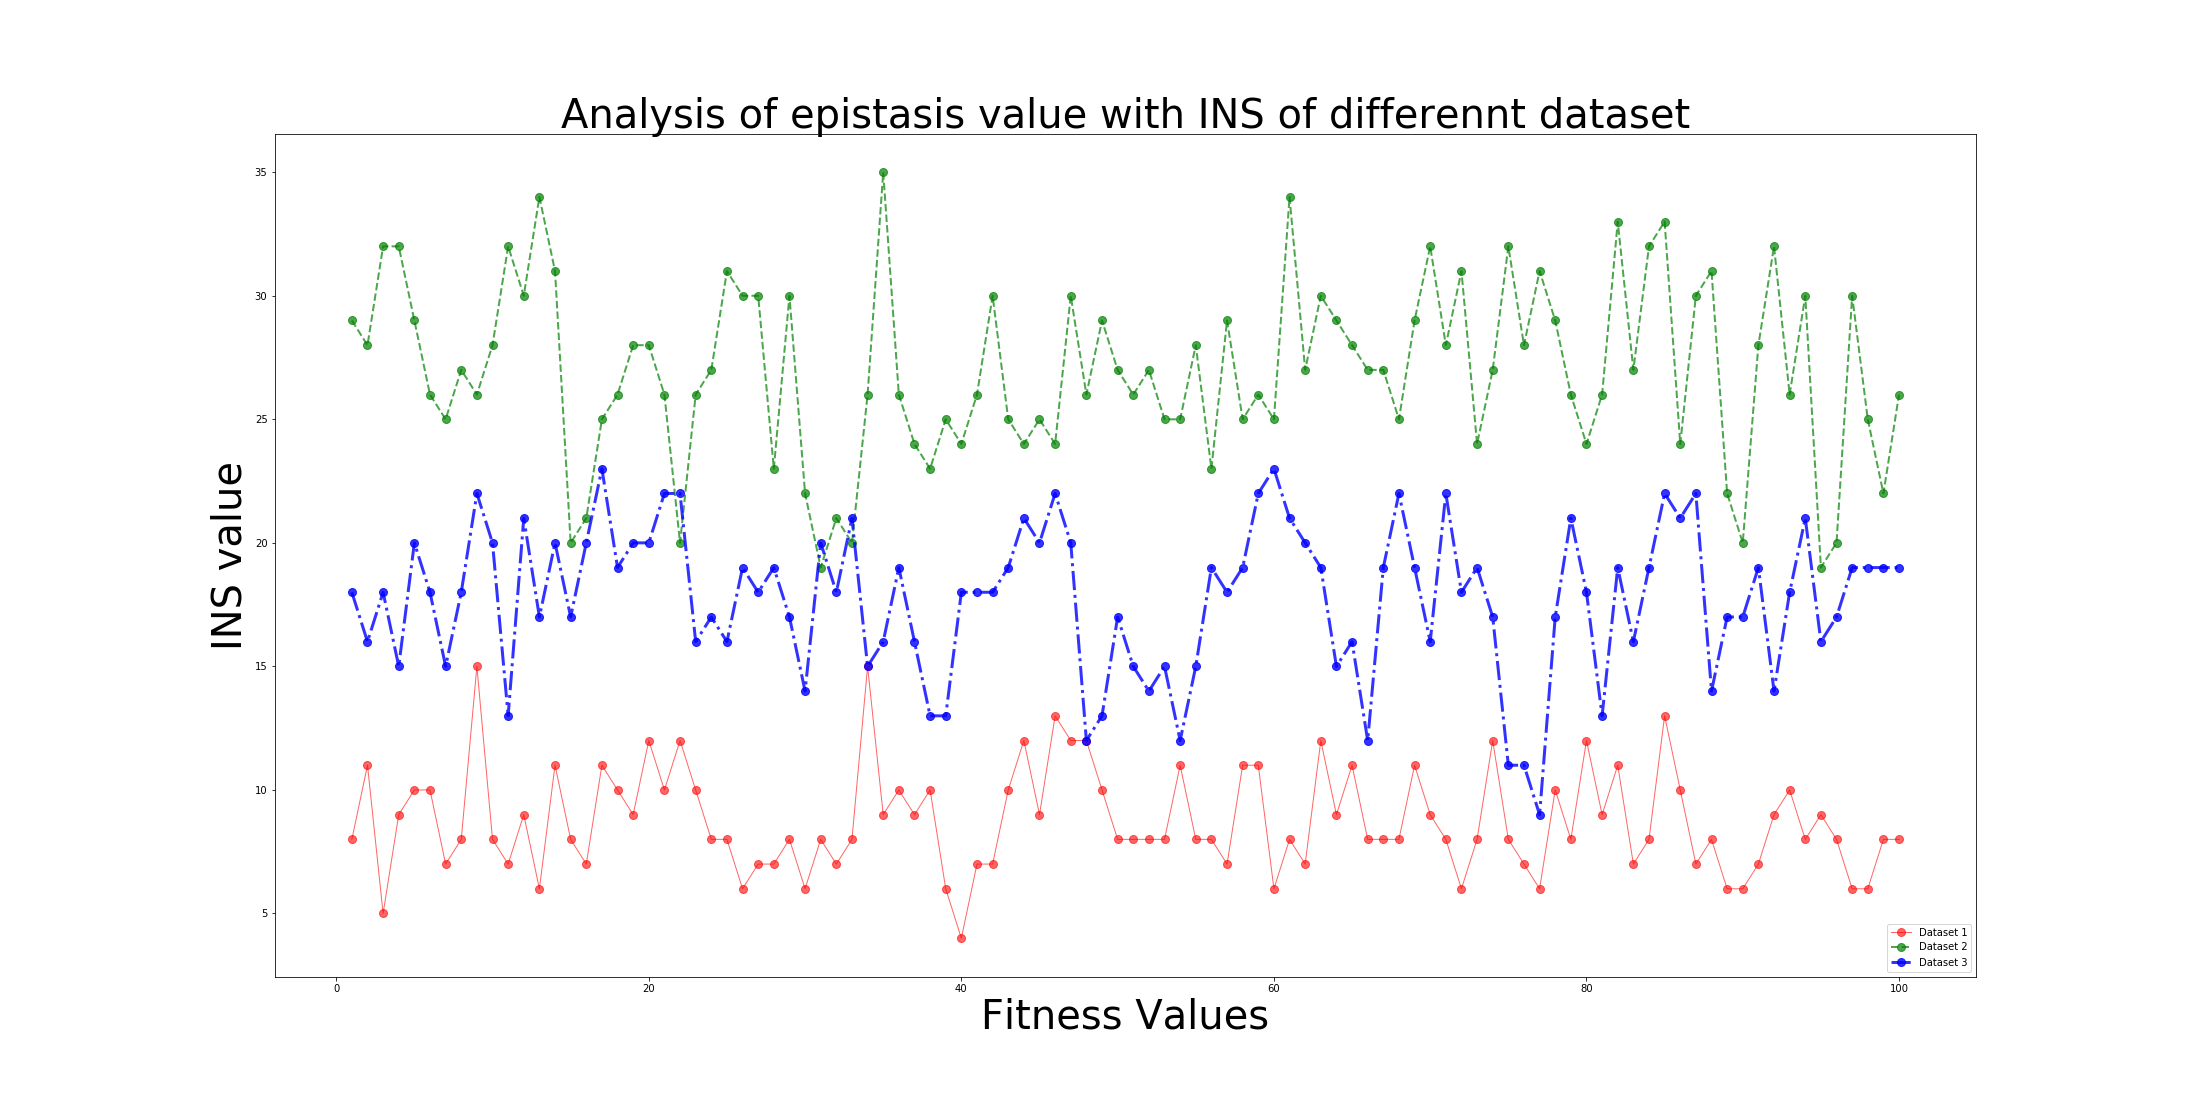 Analysis of epistasis value with INS of differennt dataset
INS value
35
30
25
20
15
10
5
0
20
40
60
80
100
Fitness Values
Dataset 1
Dataset 2
Dataset 3